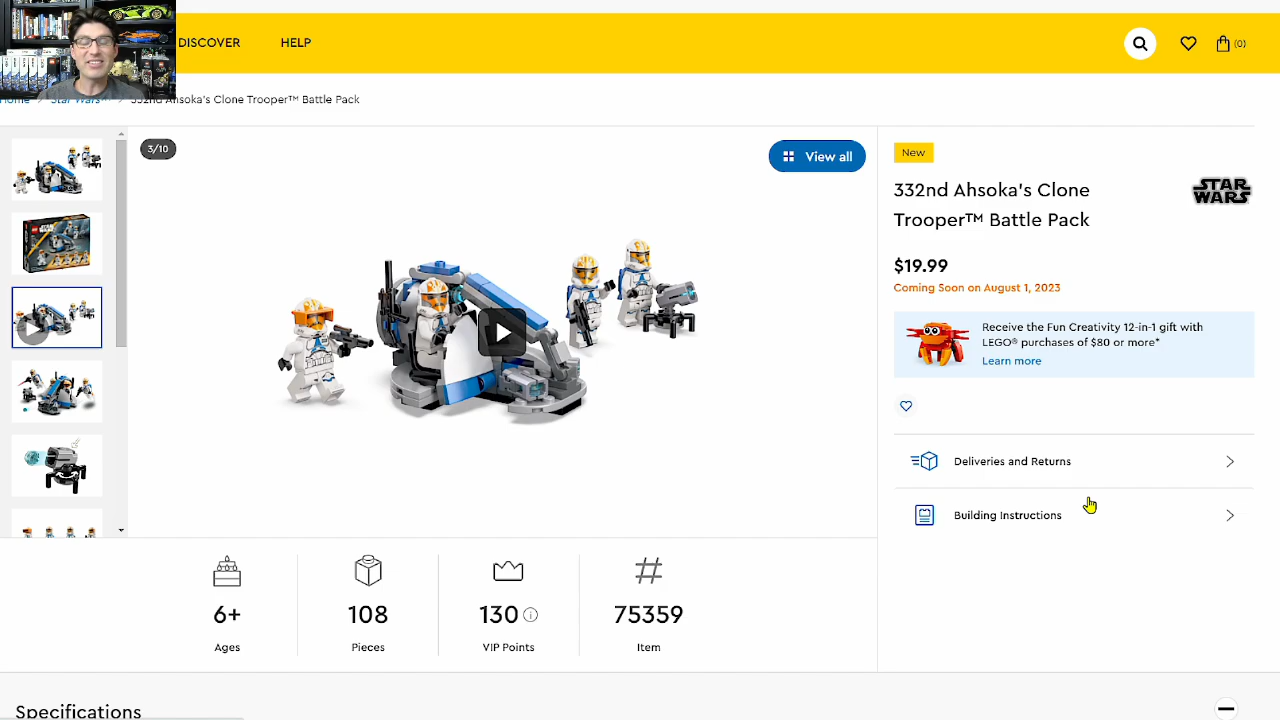 DISCOVER
HELP
(0)
Home
Star Wars™
332nd Ahsoka's Clone Trooper™ Battle Pack
3/10
View all
New
332nd Ahsoka's Clone
Trooper™ Battle Pack
STAR
WARS
$19.99
Coming Soon on August 1, 2023
Receive the Fun Creativity 12-in-1 gift with
LEGO® purchases of $80 or more*
Learn more
Deliveries and Returns
Building Instructions
6+
Ages
108
Pieces
130
VIP Points
75359
Item
Specifications